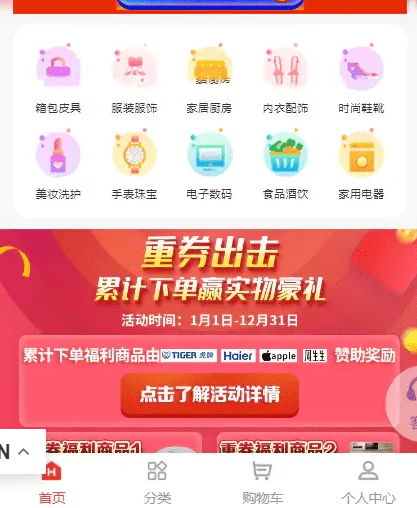 箱包皮具 服装服饰 家居厨房 内衣配饰 时尚鞋靴
美妆洗护 手表珠宝 电子数码 食品酒饮 家用电器
重券出击
累计下单赢实物豪礼
活动时间：1月1日-12月31日
累计下单福利商品由 TIGER 虎牌 Haier apple 同生生 赞助奖励
点击了解活动详情
重券福利商品1 重券福利商品2
N
H
首页 分类 购物车 个人中心